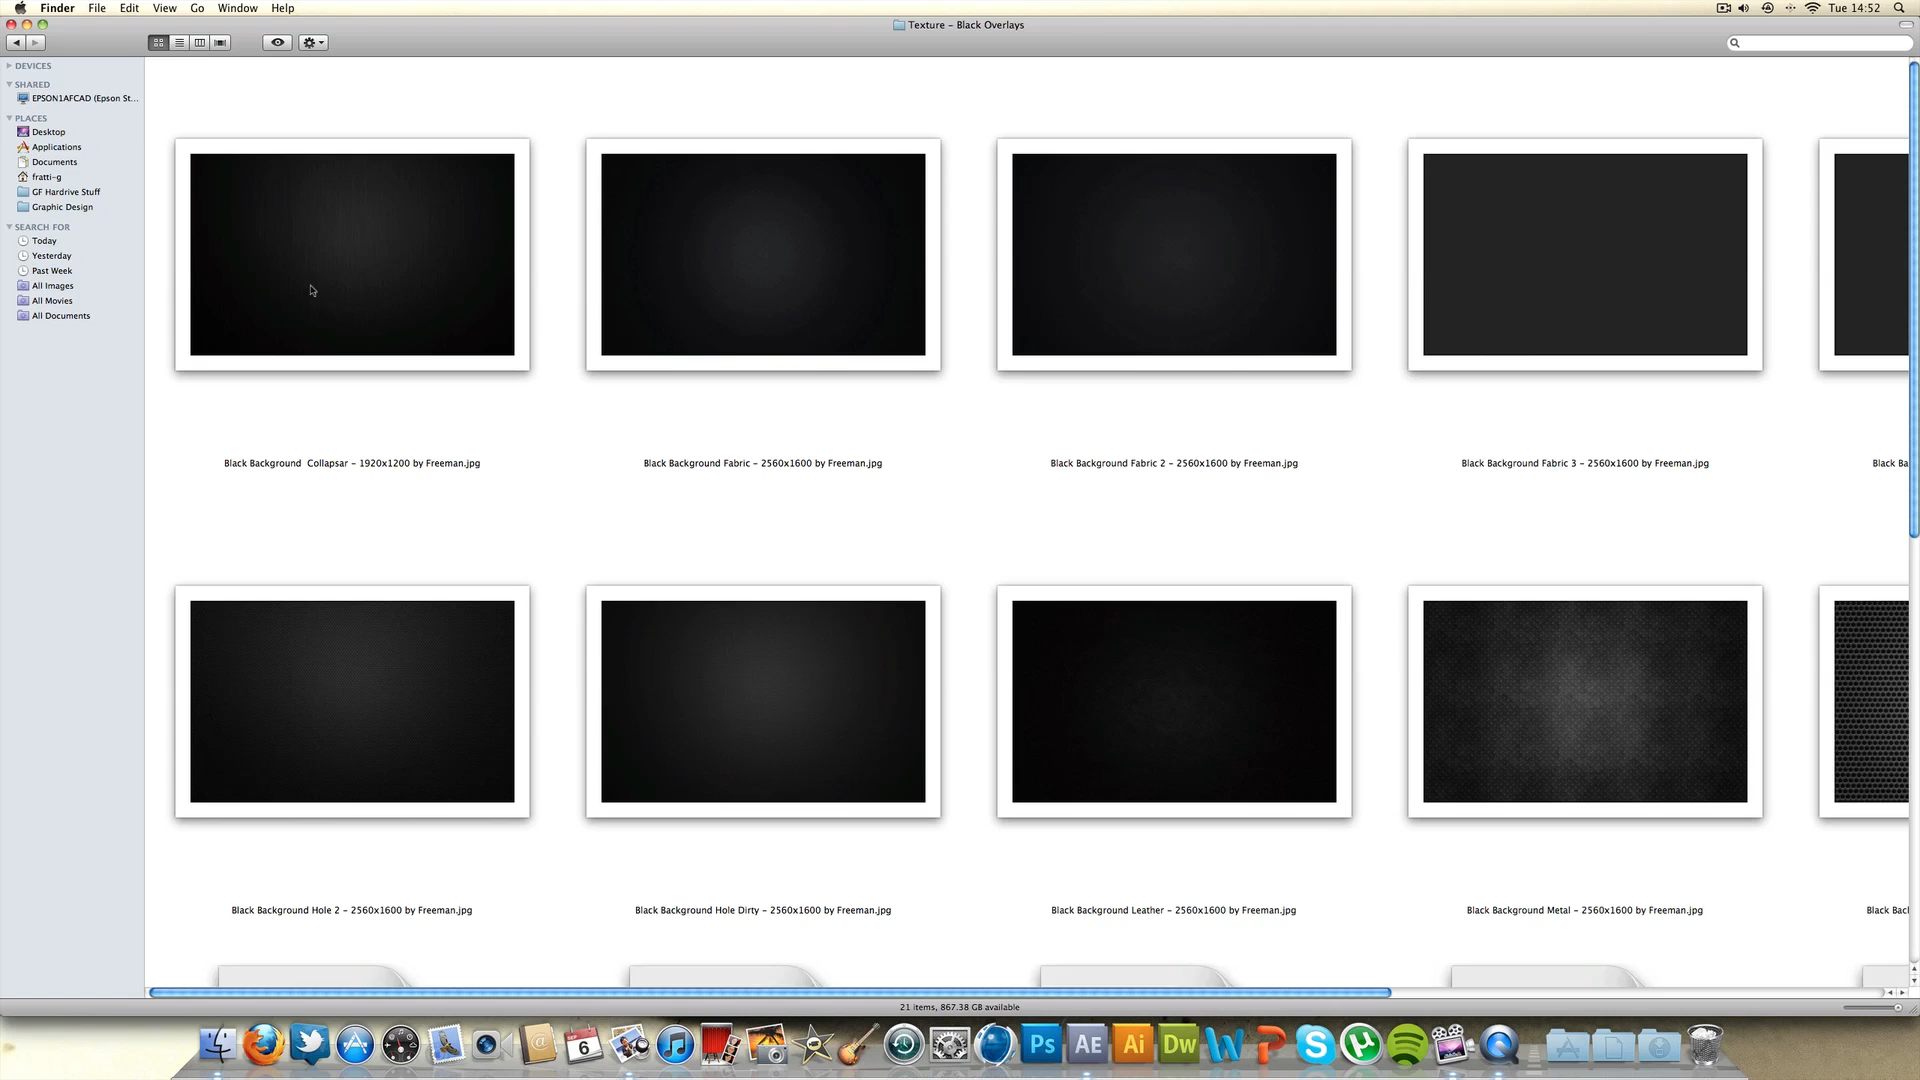 Finder File Edit View Go Window Help
Tue 14:52
Texture - Black Overlays
DEVICES
SHARED
EPSON1AFCAD (Epson St...
PLACES
Desktop
Applications
Documents
fratti-g
GF Hardrive Stuff
Graphic Design
SEARCH FOR
Today
Yesterday
Past Week
All Images
All Movies
All Documents
Black Background  Collapsar - 1920x1200 by Freeman.jpg
Black Background Fabric - 2560x1600 by Freeman.jpg
Black Background Fabric 2 - 2560x1600 by Freeman.jpg
Black Background Fabric 3 - 2560x1600 by Freeman.jpg
Black Ba
Black Background Hole 2 - 2560x1600 by Freeman.jpg
Black Background Hole Dirty - 2560x1600 by Freeman.jpg
Black Background Leather - 2560x1600 by Freeman.jpg
Black Background Metal - 2560x1600 by Freeman.jpg
Black Bac
21 items, 867.38 GB available
6
Ps
AE
Ai
Dw